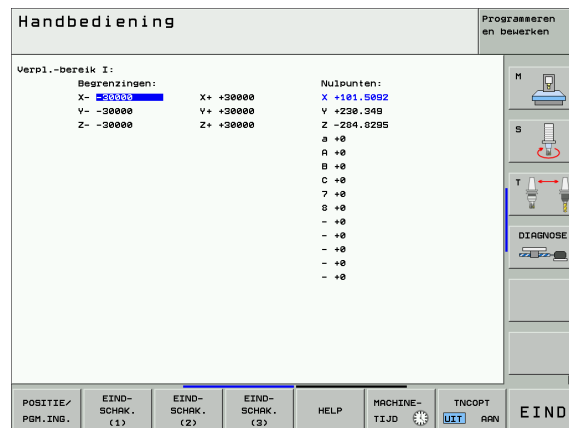 Handbediening
Programmeren
en bewerken
Verpl.-bereik I:
Begrenzingen:
Nulpunten:
X- -30000 X+ +30000 X +101.5092
Y- -30000 Y+ +30000 Y +230.349
Z- -30000 Z+ +30000 Z -284.8295
a +0
A +0
B +0
C +0
7 +0
8 +0
- +0
- +0
- +0
- +0
- +0
M
S
T
DIAGNOSE
POSITIE/
PGM.ING.
EIND-
SCHAK.
(1)
EIND-
SCHAK.
(2)
EIND-
SCHAK.
(3)
HELP
MACHINE-
TIJD
TNCOPT
UIT AAN
EIND